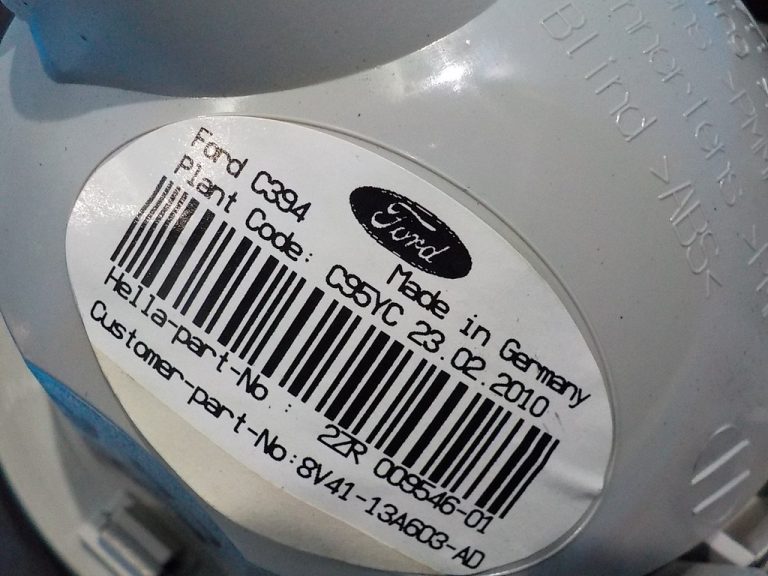 Ford C394
Ford
Made in Germany
Plant Code: C95YC 23.02.2010
Hella-part-No : 2ZR 009546-01
Customer-part-No:8V41-13A603-AD
Blind >ABS<